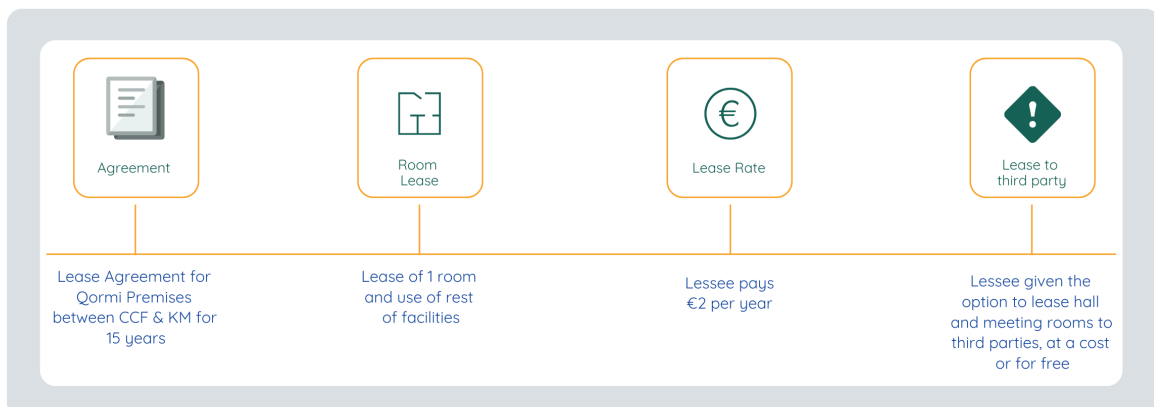 Agreement
Lease Agreement for
Qormi Premises
between CCF & KM for
15 years
Room
Lease
Lease of 1 room
and use of rest
of facilities
€
Lease Rate
Lessee pays
€2 per year
!
Lease to
third party
Lessee given the
option to lease hall
and meeting rooms to
third parties, at a cost
or for free